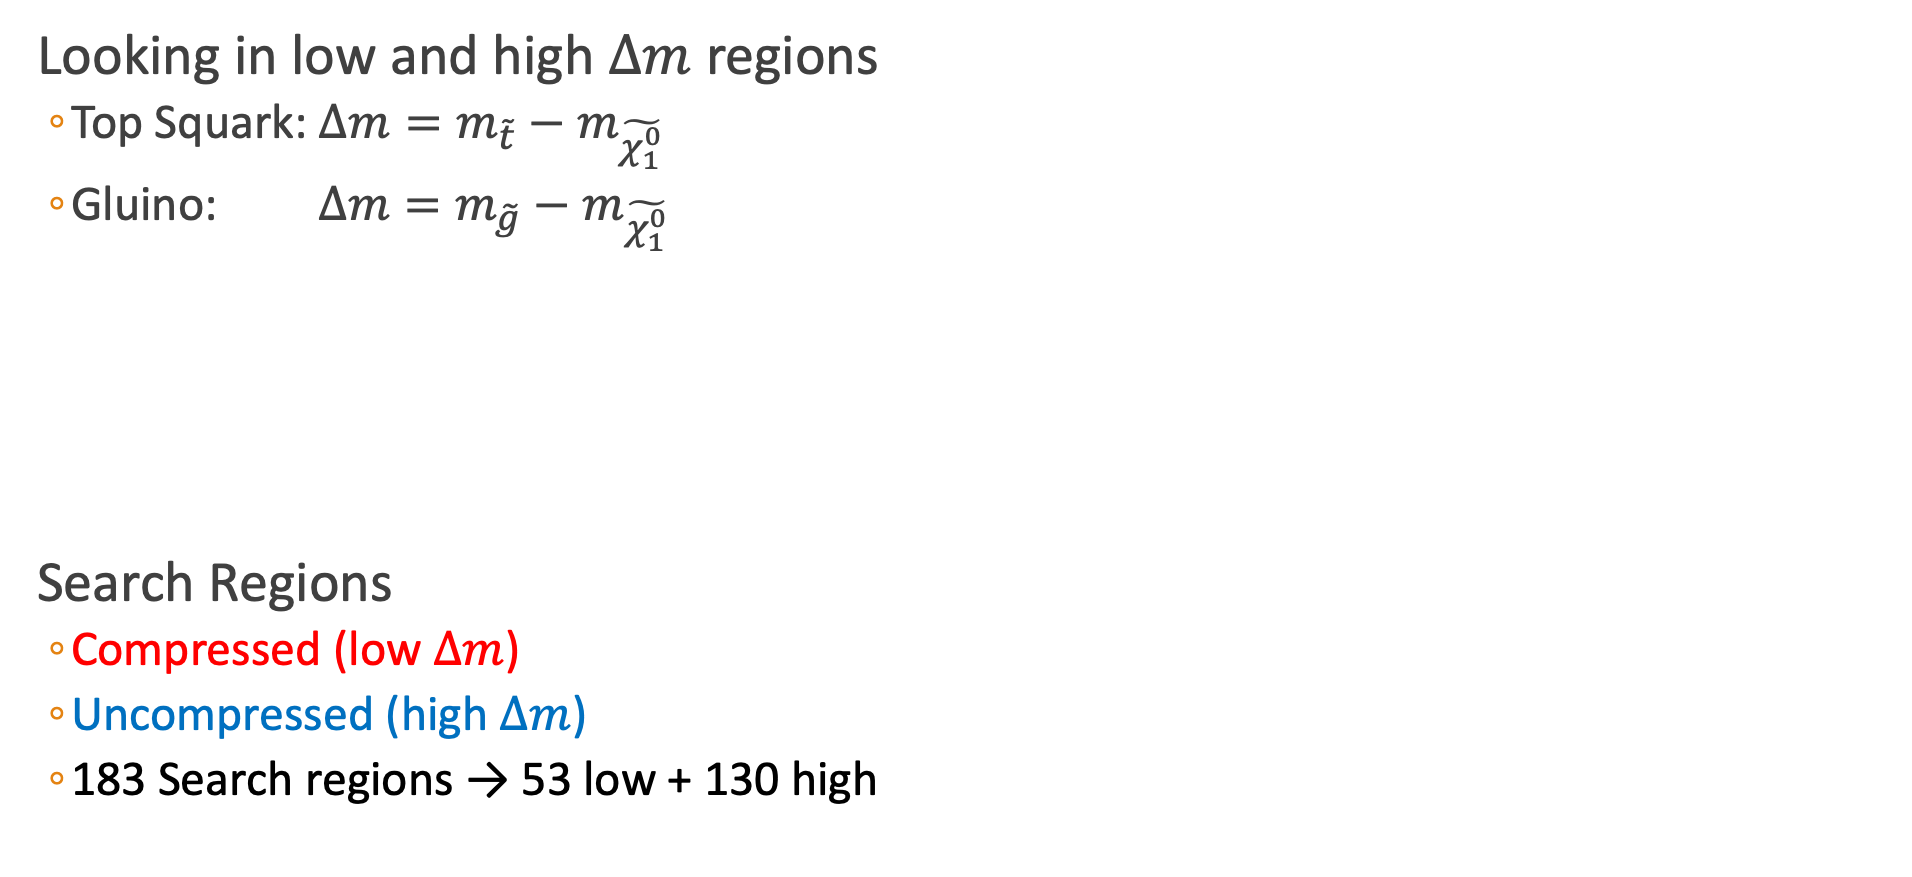 Looking in low and high Δm regions
◦Top Squark: Δm = m_t̃ − m_χ̃₁⁰
◦Gluino: Δm = m_g̃ − m_χ̃₁⁰
Search Regions
◦Compressed (low Δm)
◦Uncompressed (high Δm)
◦183 Search regions → 53 low + 130 high